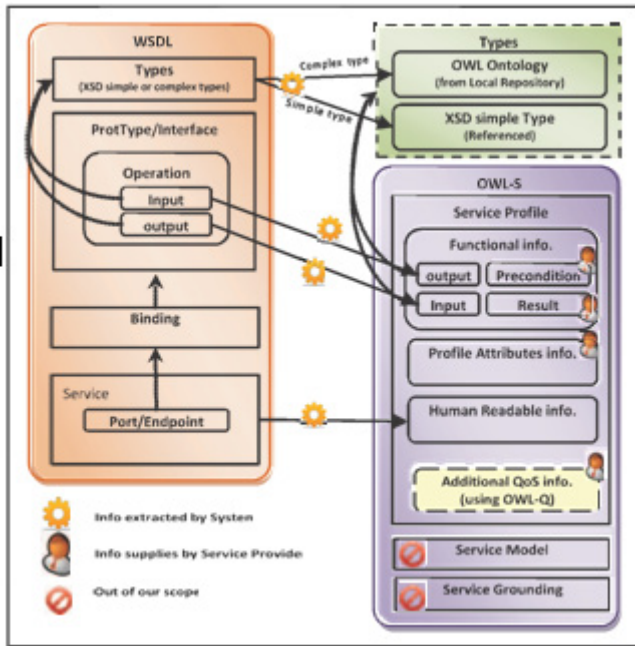 WSDL
Types
(XSD simple or complex types)
ProtType/Interface
Operation
Input
output
Binding
Service
Port/Endpoint
Complex type
Simple type
Types
OWL Ontology
(from Local Repository)
XSD simple Type
(Referenced)
OWL-S
Service Profile
Functional info.
output
Precondition
Input
Result
Profile Attributes info.
Human Readable info.
Additional QoS info.
(using OWL-Q)
Service Model
Service Grounding
Info extracted by Systen
Info supplies by Service Provide
Out of our scope